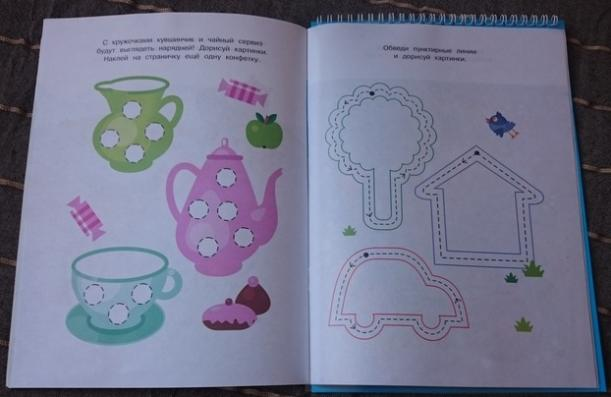 С кружочками кувшинчик и чайный сервиз
будут выглядеть нарядней! Дорисуй картинки.
Наклей на страничку ещё одну конфетку.
Обведи пунктирные линии
и дорисуй картинки.